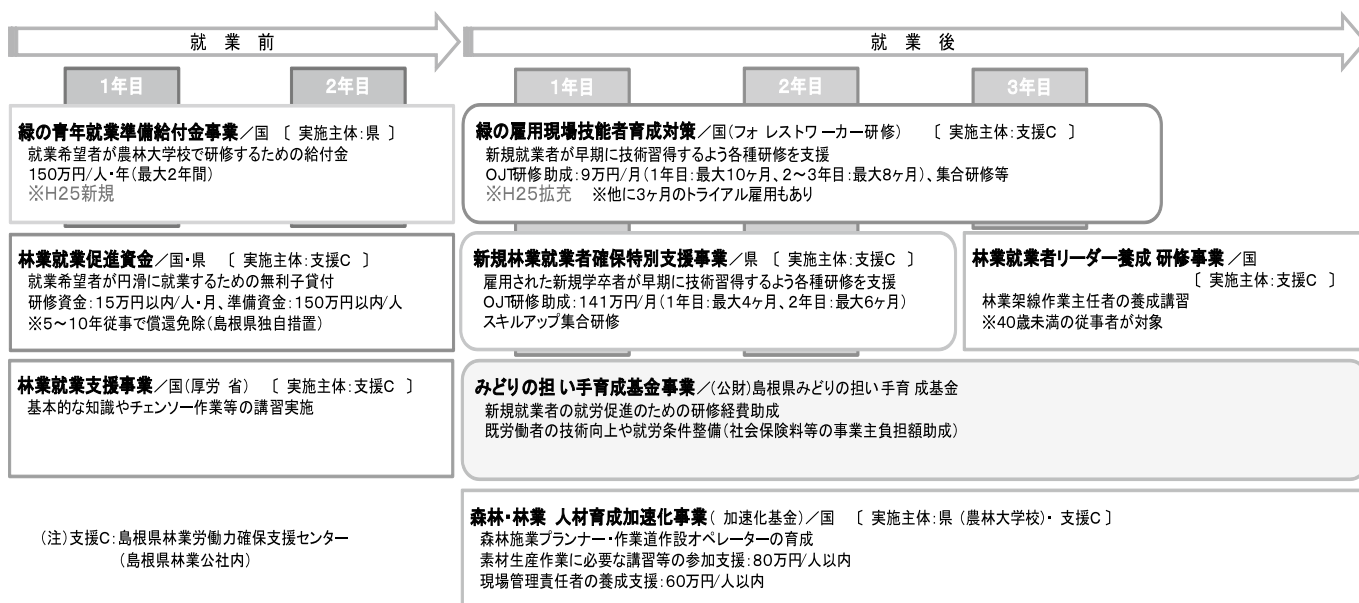 就 業 前
就 業 後
1年目
2年目
1年目
2年目
3年目
緑の青年就業準備給付金事業／国 〔 実施主体:県 〕
就業希望者が農林大学校で研修するための給付金
150万円/人・年(最大2年間)
※H25新規
林業就業促進資金／国・県 〔 実施主体:支援C 〕
就業希望者が円滑に就業するための無利子貸付
研修資金:15万円以内/人・月、準備資金:150万円以内/人
※5～10年従事で償還免除(島根県独自措置)
林業就業支援事業／国(厚労 省) 〔 実施主体:支援C 〕
基本的な知識やチェンソー作業等の講習実施
(注)支援C:島根県林業労働力確保支援センター
(島根県林業公社内)
緑の雇用現場技能者育成対策／国(フォ レストワーカー研修) 〔 実施主体:支援C 〕
新規就業者が早期に技術習得するよう各種研修を支援
OJT研修助成:9万円/月(1年目:最大10ヶ月、2～3年目:最大8ヶ月)、集合研修等
※H25拡充 ※他に3ヶ月のトライアル雇用もあり
新規林業就業者確保特別支援事業／県 〔 実施主体:支援C 〕
雇用された新規学卒者が早期に技術習得するよう各種研修を支援
OJT研修助成:141万円/月(1年目:最大4ヶ月、2年目:最大6ヶ月)
スキルアップ集合研修
林業就業者リーダー養成 研修事業／国
〔 実施主体:支援C 〕
林業架線作業主任者の養成講習
※40歳未満の従事者が対象
みどりの担い手育成基金事業／(公財)島根県みどりの担い手育 成基金
新規就業者の就労促進のための研修経費助成
既労働者の技術向上や就労条件整備(社会保険料等の事業主負担額助成)
森林・林業 人材育成加速化事業( 加速化基金)／国 〔 実施主体:県 (農林大学校)・ 支援C 〕
森林施業プランナー・作業道作設オペレーターの育成
素材生産作業に必要な講習等の参加支援:80万円/人以内
現場管理責任者の養成支援:60万円/人以内